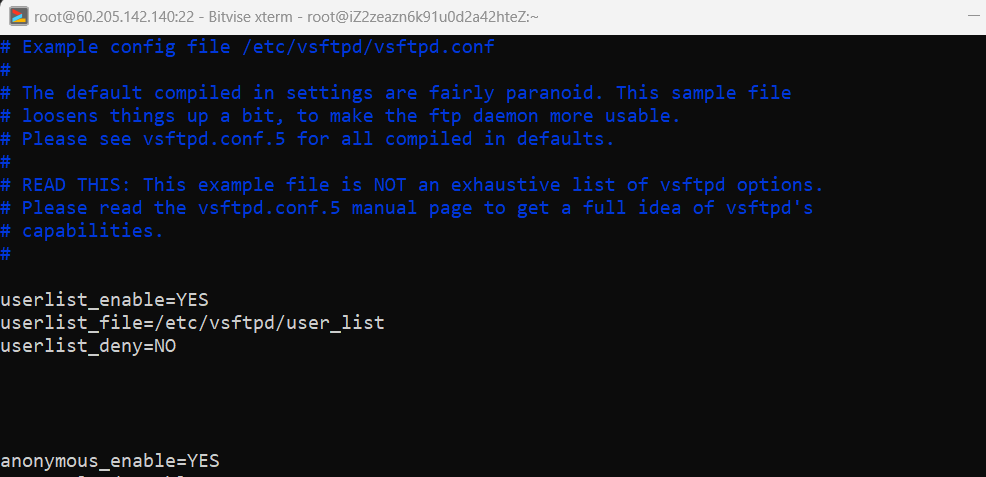 root@60.205.142.140:22 - Bitvise xterm - root@iZ2zeazn6k91u0d2a42hteZ:~
# Example config file /etc/vsftpd/vsftpd.conf
#
# The default compiled in settings are fairly paranoid. This sample file
# loosens things up a bit, to make the ftp daemon more usable.
# Please see vsftpd.conf.5 for all compiled in defaults.
#
# READ THIS: This example file is NOT an exhaustive list of vsftpd options.
# Please read the vsftpd.conf.5 manual page to get a full idea of vsftpd's
# capabilities.
#
userlist_enable=YES
userlist_file=/etc/vsftpd/user_list
userlist_deny=NO
anonymous_enable=YES